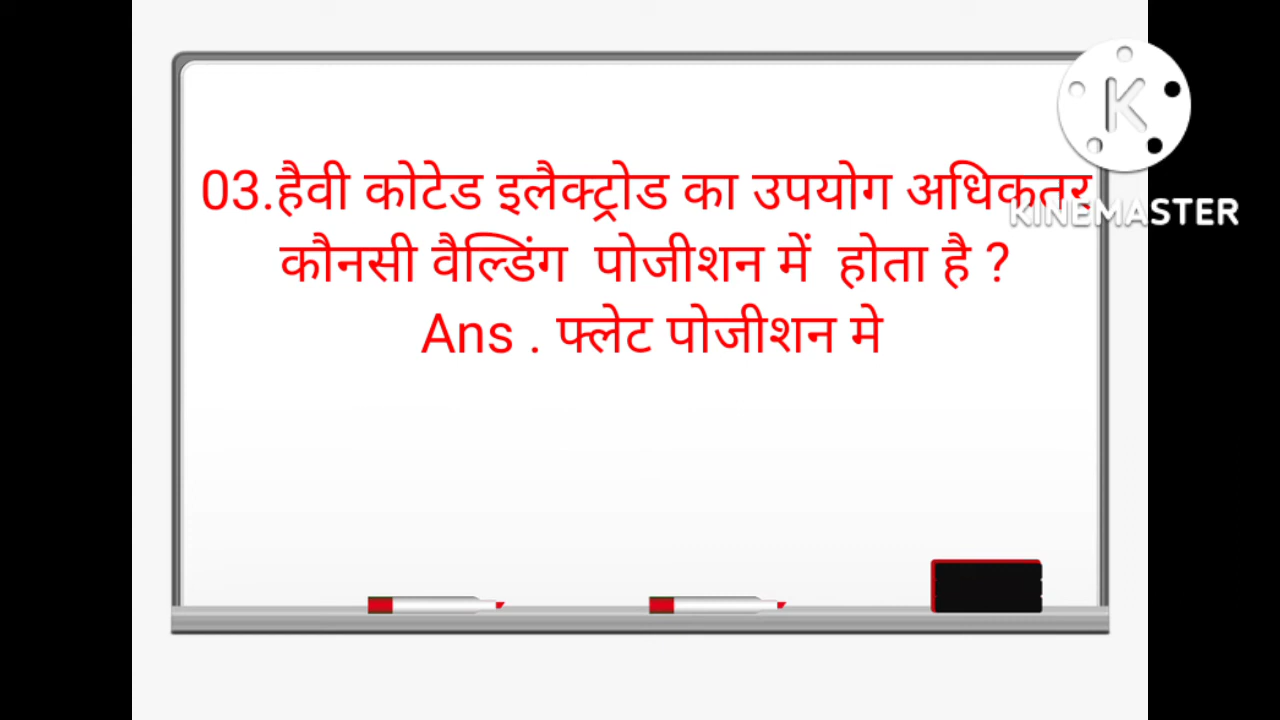 03.हैवी कोटेड इलैक्ट्रोड का उपयोग अधिकतर
कौनसी वैल्डिंग पोजीशन में होता है ?
Ans . फ्लेट पोजीशन मे
K
KINEMASTER